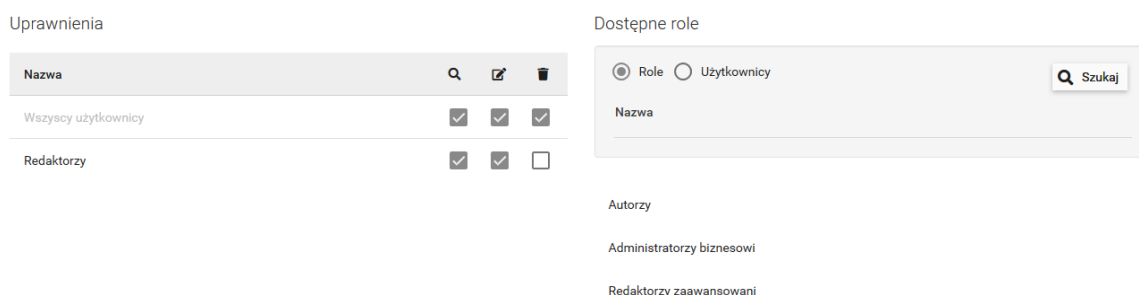 Uprawnienia
Nazwa
Wszyscy użytkownicy
Redaktorzy
Dostępne role
Role Użytkownicy
Szukaj
Nazwa
Autorzy
Administratorzy biznesowi
Redaktorzy zaawansowani